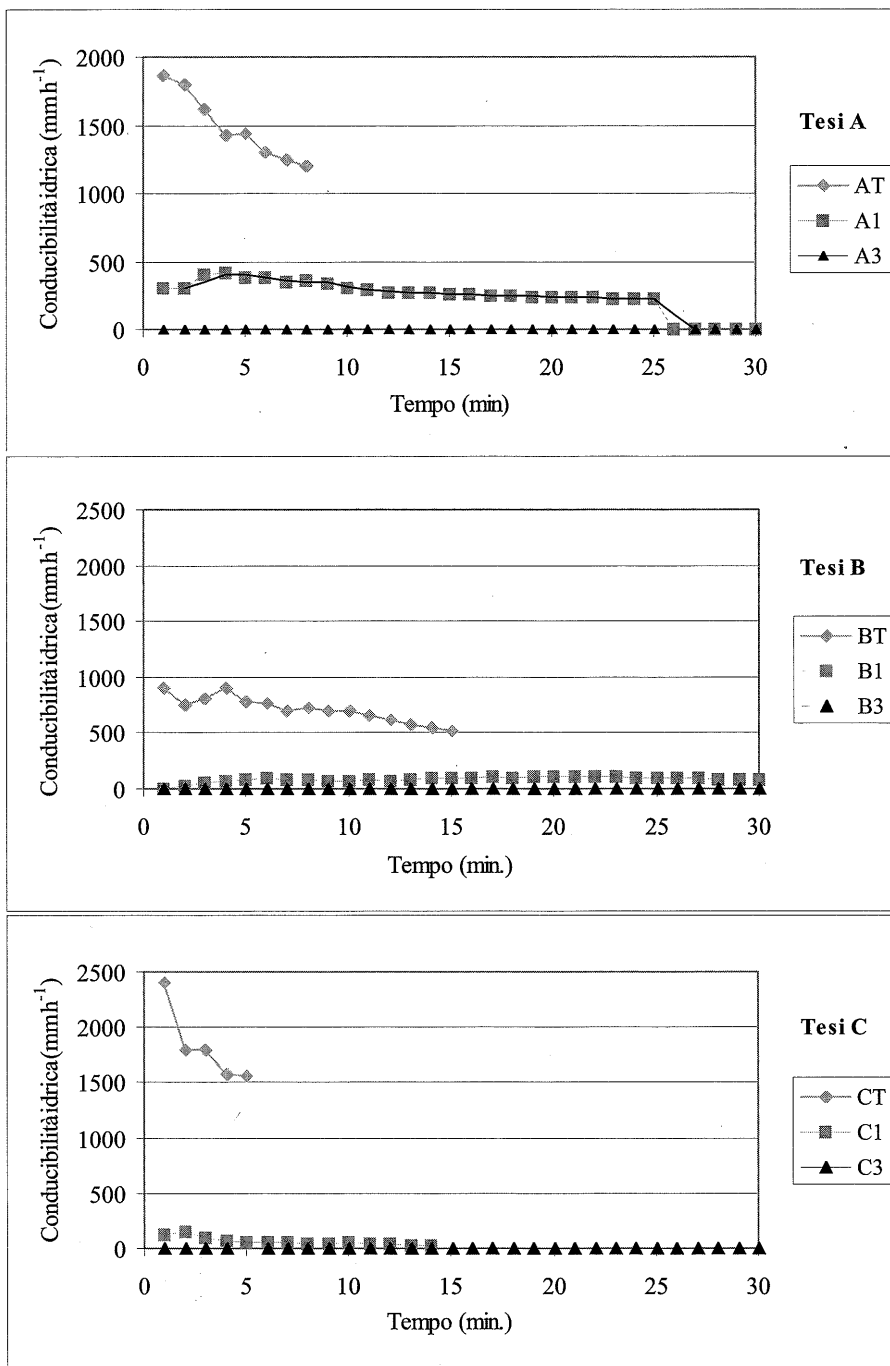 Conducibilità idrica (mmh-1)
2000
1500
1000
500
0
0 5 10 15 20 25 30
Tempo (min)
Tesi A
AT
A1
A3
Conducibilità idrica (mmh-1)
2500
2000
1500
1000
500
0
0 5 10 15 20 25 30
Tempo (min.)
Tesi B
BT
B1
B3
Conducibilità idrica (mmh-1)
2500
2000
1500
1000
500
0
0 5 10 15 20 25 30
Tempo (min.)
Tesi C
CT
C1
C3